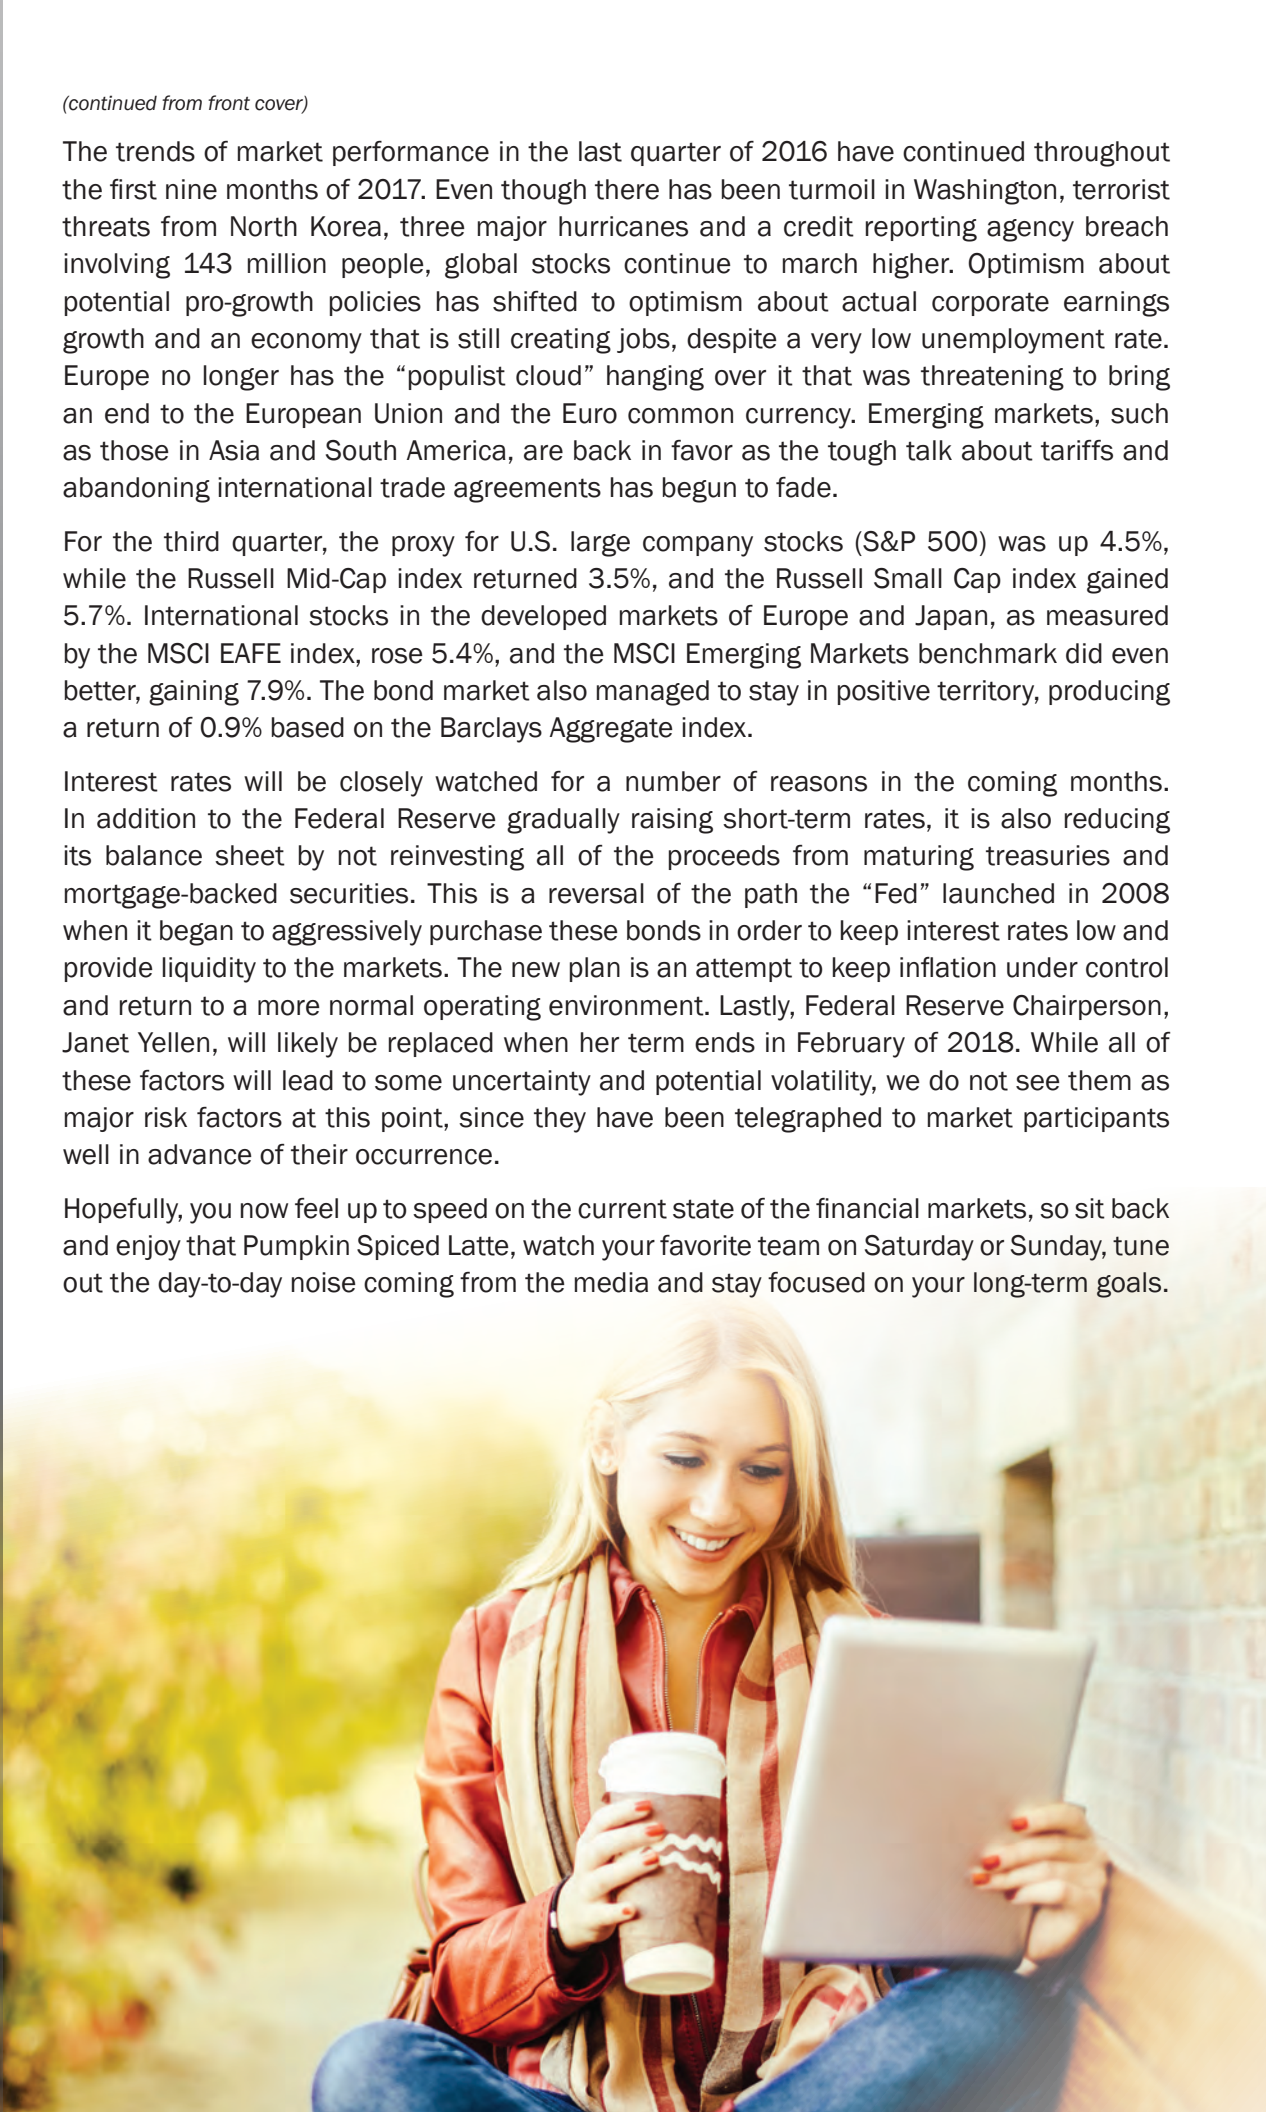 (continued from front cover)
The trends of market performance in the last quarter of 2016 have continued throughout
the first nine months of 2017. Even though there has been turmoil in Washington, terrorist
threats from North Korea, three major hurricanes and a credit reporting agency breach
involving 143 million people, global stocks continue to march higher. Optimism about
potential pro-growth policies has shifted to optimism about actual corporate earnings
growth and an economy that is still creating jobs, despite a very low unemployment rate.
Europe no longer has the “populist cloud” hanging over it that was threatening to bring
an end to the European Union and the Euro common currency. Emerging markets, such
as those in Asia and South America, are back in favor as the tough talk about tariffs and
abandoning international trade agreements has begun to fade.
For the third quarter, the proxy for U.S. large company stocks (S&P 500) was up 4.5%,
while the Russell Mid-Cap index returned 3.5%, and the Russell Small Cap index gained
5.7%. International stocks in the developed markets of Europe and Japan, as measured
by the MSCI EAFE index, rose 5.4%, and the MSCI Emerging Markets benchmark did even
better, gaining 7.9%. The bond market also managed to stay in positive territory, producing
a return of 0.9% based on the Barclays Aggregate index.
Interest rates will be closely watched for a number of reasons in the coming months.
In addition to the Federal Reserve gradually raising short-term rates, it is also reducing
its balance sheet by not reinvesting all of the proceeds from maturing treasuries and
mortgage-backed securities. This is a reversal of the path the “Fed” launched in 2008
when it began to aggressively purchase these bonds in order to keep interest rates low and
provide liquidity to the markets. The new plan is an attempt to keep inflation under control
and return to a more normal operating environment. Lastly, Federal Reserve Chairperson,
Janet Yellen, will likely be replaced when her term ends in February of 2018. While all of
these factors will lead to some uncertainty and potential volatility, we do not see them as
major risk factors at this point, since they have been telegraphed to market participants
well in advance of their occurrence.
Hopefully, you now feel up to speed on the current state of the financial markets, so sit back
and enjoy that Pumpkin Spiced Latte, watch your favorite team on Saturday or Sunday, tune
out the day-to-day noise coming from the media and stay focused on your long-term goals.